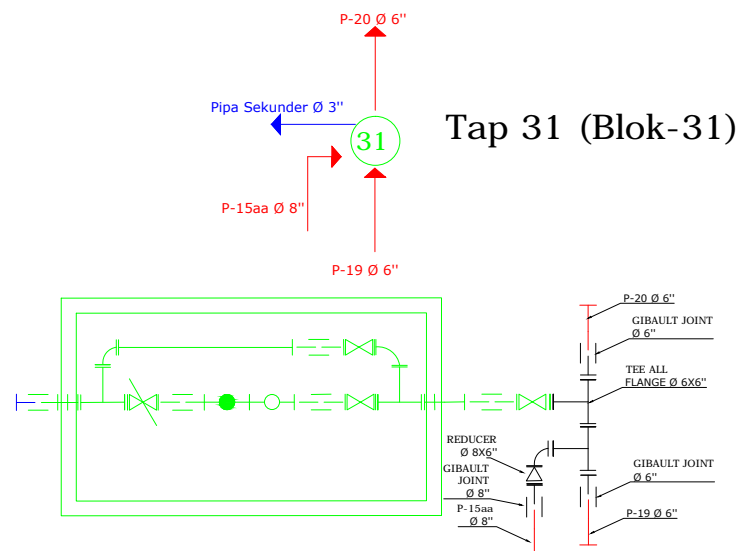 P-20 Ø 6"
Pipa Sekunder Ø 3"
31
Tap 31 (Blok-31)
P-15aa Ø 8"
P-19 Ø 6"
P-20 Ø 6"
GIBAULT JOINT
Ø 6"
TEE ALL
FLANGE Ø 6X6"
REDUCER
Ø 8X6"
GIBAULT
JOINT
Ø 8"
P-15aa
Ø 8"
GIBAULT JOINT
Ø 6"
P-19 Ø 6"